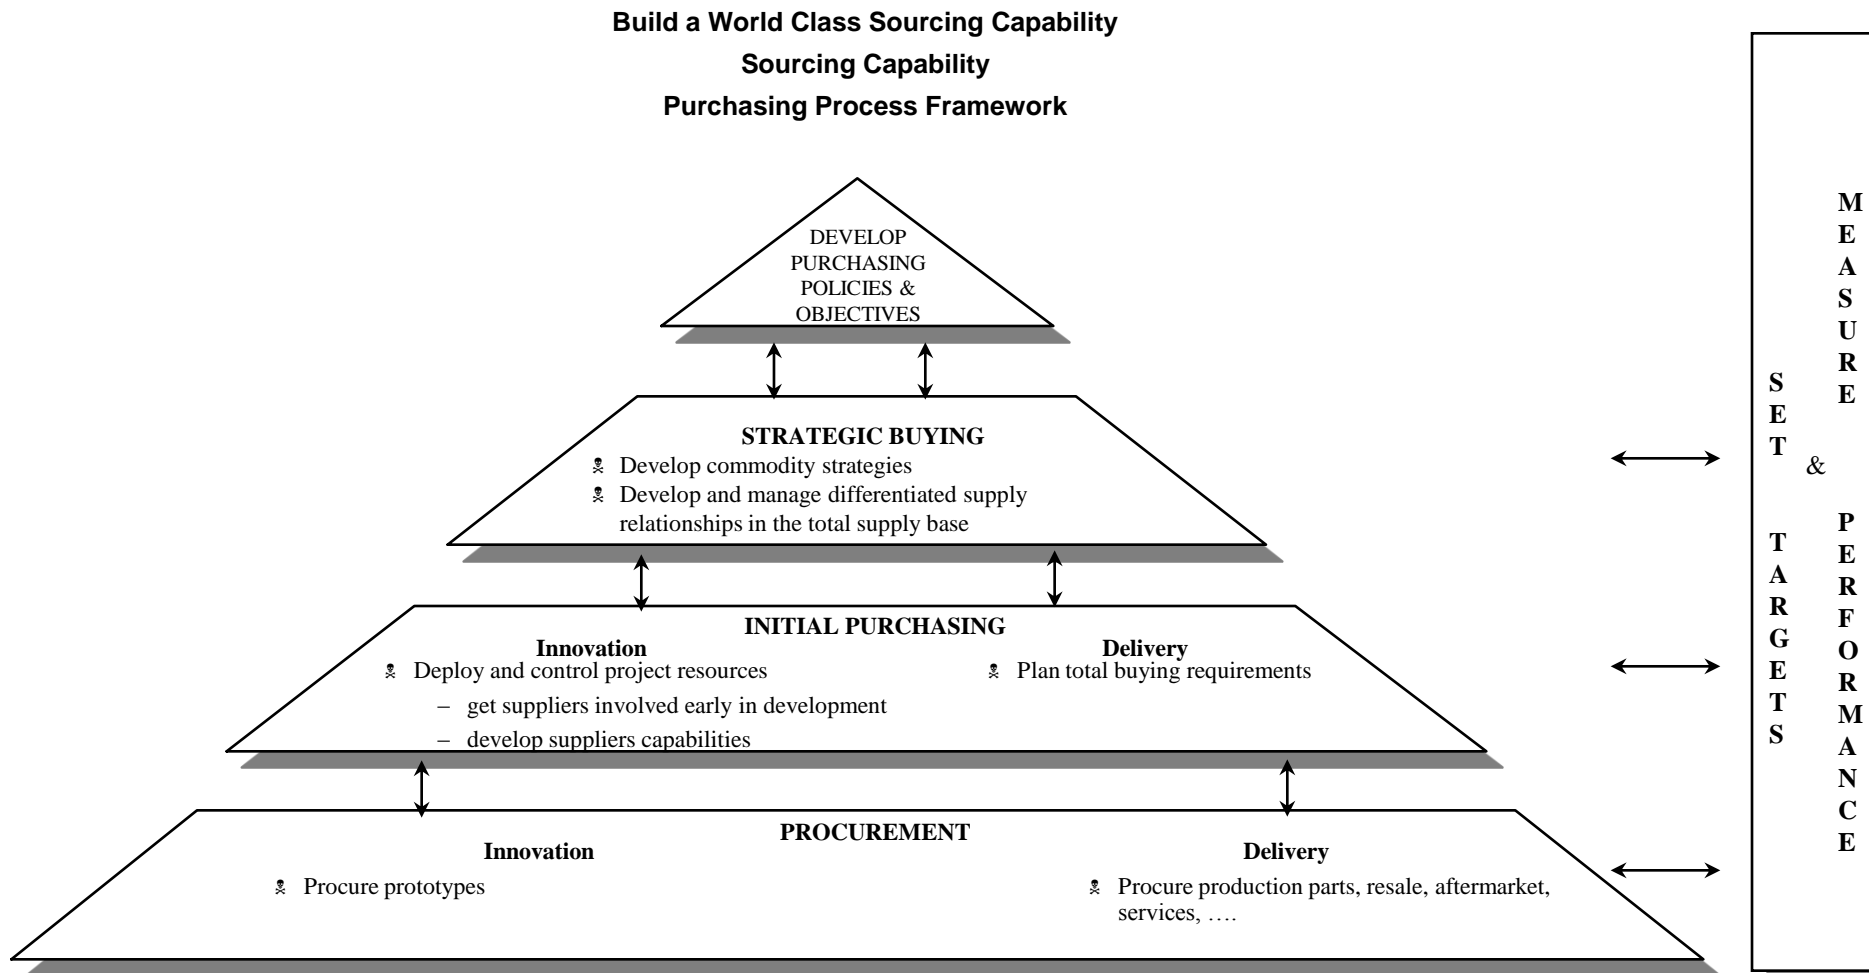 Build a World Class Sourcing Capability
Sourcing Capability
Purchasing Process Framework
DEVELOP
PURCHASING
POLICIES &
OBJECTIVES
STRATEGIC BUYING
☠ Develop commodity strategies
☠ Develop and manage differentiated supply
relationships in the total supply base
INITIAL PURCHASING
Innovation
☠ Deploy and control project resources
– get suppliers involved early in development
– develop suppliers capabilities
Delivery
☠ Plan total buying requirements
PROCUREMENT
Innovation
☠ Procure prototypes
Delivery
☠ Procure production parts, resale, aftermarket,
services, ….
SET TARGETS
&
MEASURE PERFORMANCE